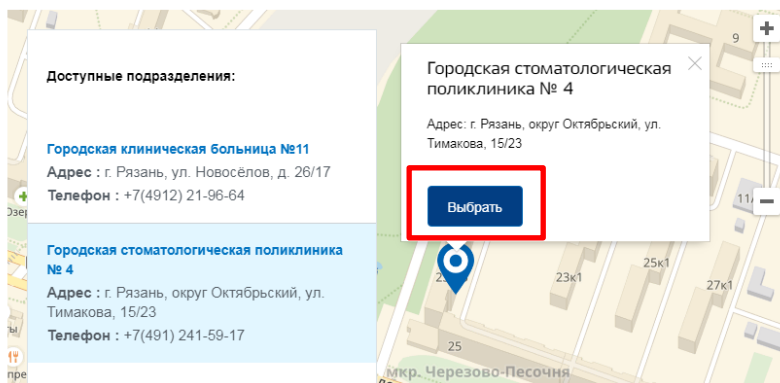 Доступные подразделения:
Городская клиническая больница №11
Адрес : г. Рязань, ул. Новосёлов, д. 26/17
Телефон : +7(4912) 21-96-64
Городская стоматологическая поликлиника
№ 4
Адрес : г. Рязань, округ Октябрьский, ул.
Тимакова, 15/23
Телефон : +7(491) 241-59-17
Городская стоматологическая
поликлиника № 4
Адрес: г. Рязань, округ Октябрьский, ул.
Тимакова, 15/23
Выбрать
9
11/
25к1
23к1
27к1
25
мкр. Черезово-Песочня